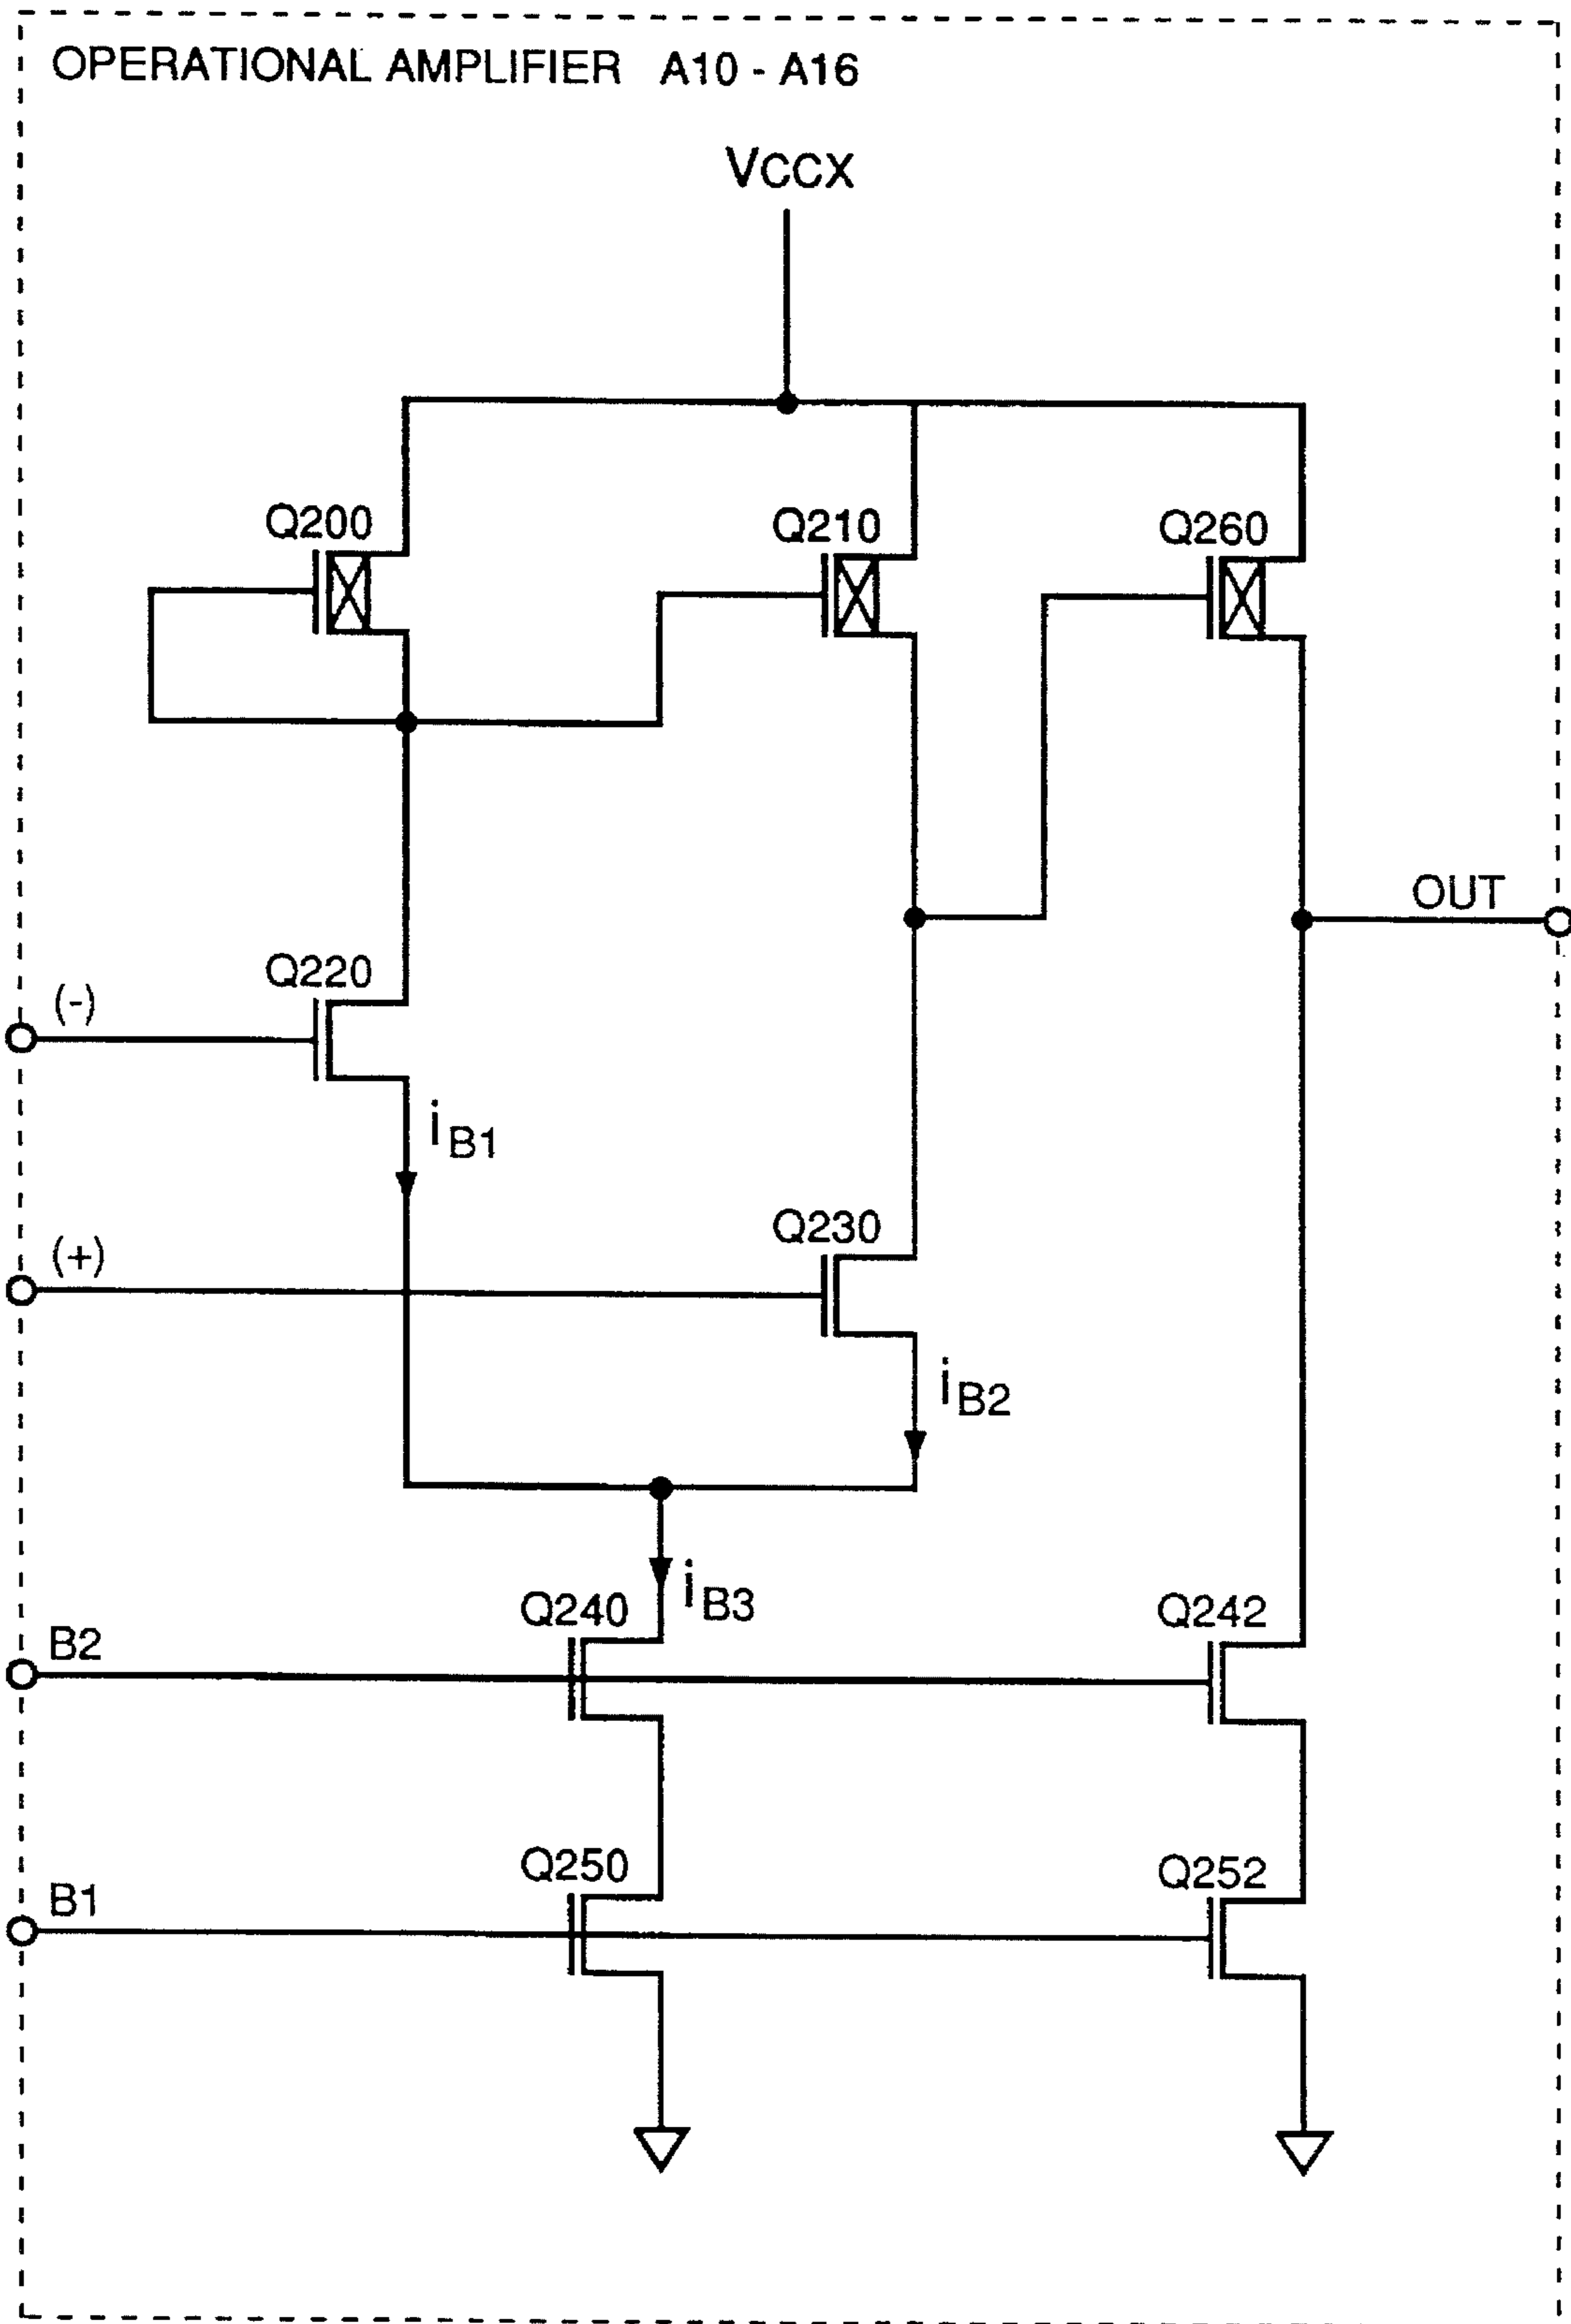 OPERATIONAL AMPLIFIER A10 - A16
VCCX
Q200
Q210
Q260
OUT
Q220
(-)
iB1
Q230
(+)
iB2
iB3
Q240
Q242
B2
Q250
Q252
B1